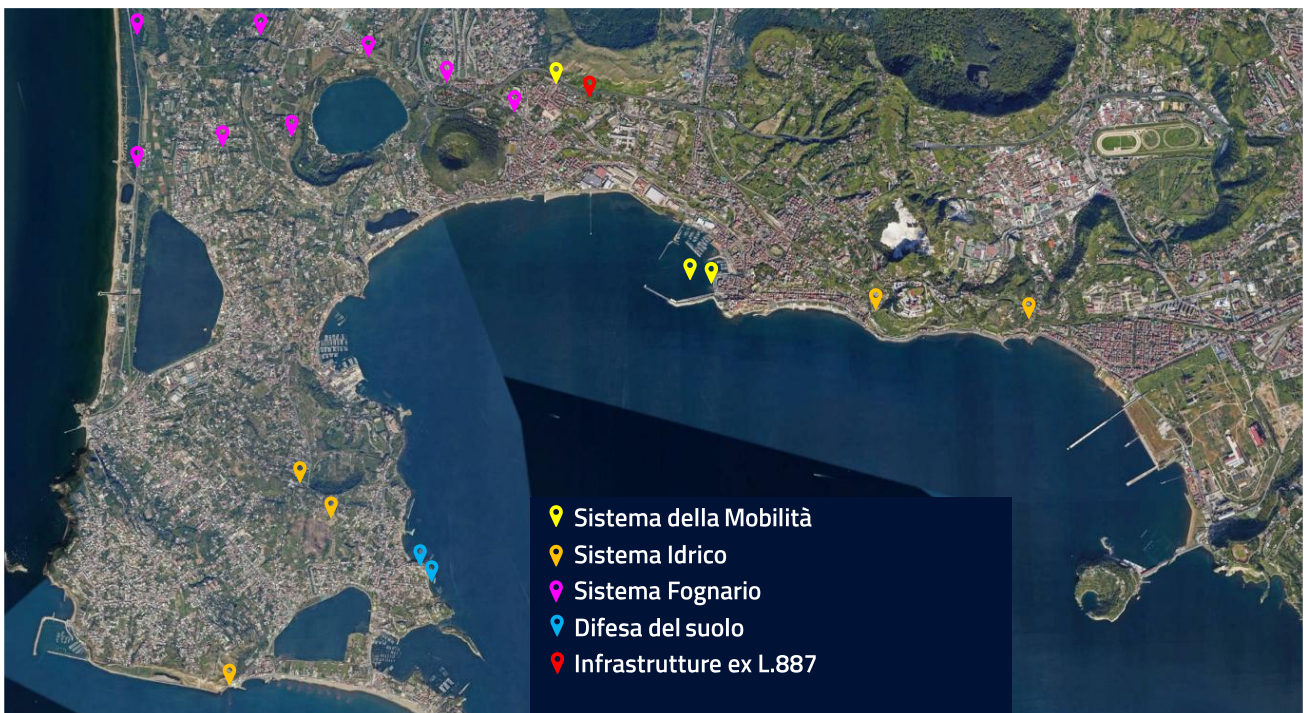 Sistema della Mobilità
Sistema Idrico
Sistema Fognario
Difesa del suolo
Infrastrutture ex L.887